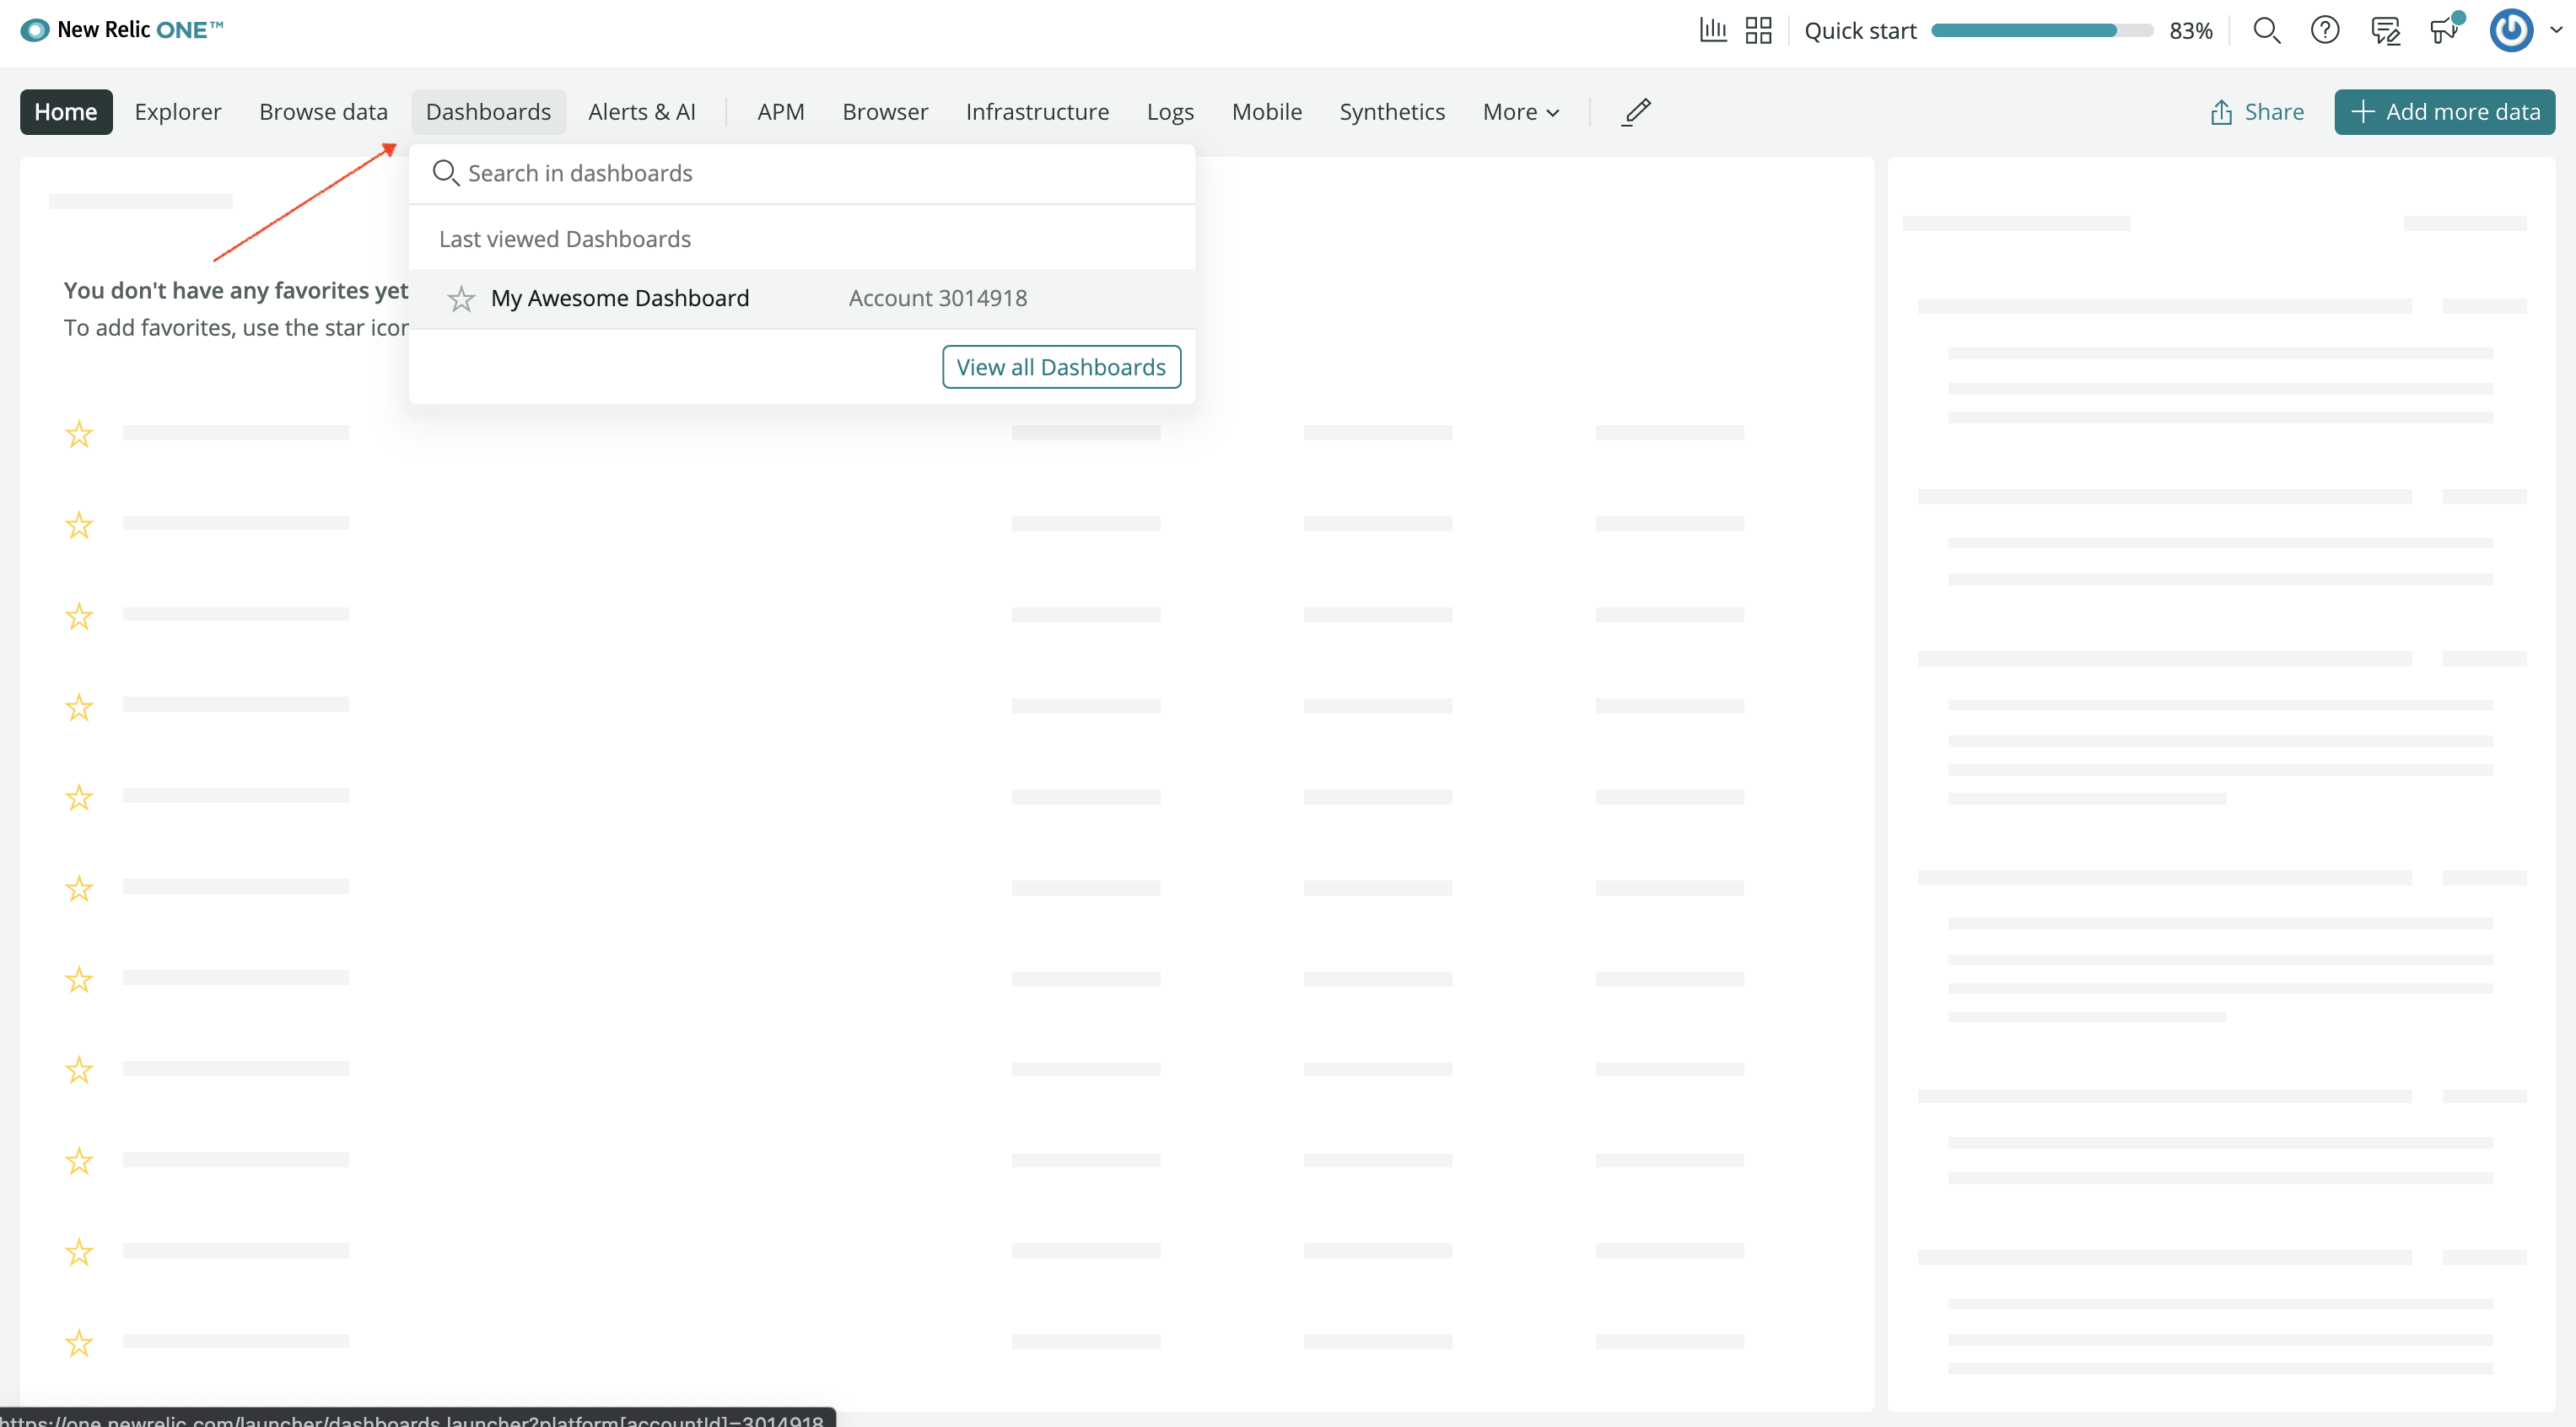 New Relic ONE™
Quick start 83%
Home Explorer Browse data Dashboards Alerts & AI APM Browser Infrastructure Logs Mobile Synthetics More Share Add more data
Search in dashboards
Last viewed Dashboards
You don't have any favorites yet
My Awesome Dashboard Account 3014918
To add favorites, use the star icon
View all Dashboards
https://one.newrelic.com/launcher/dashboards.launcher?platform[accountId]=3014918